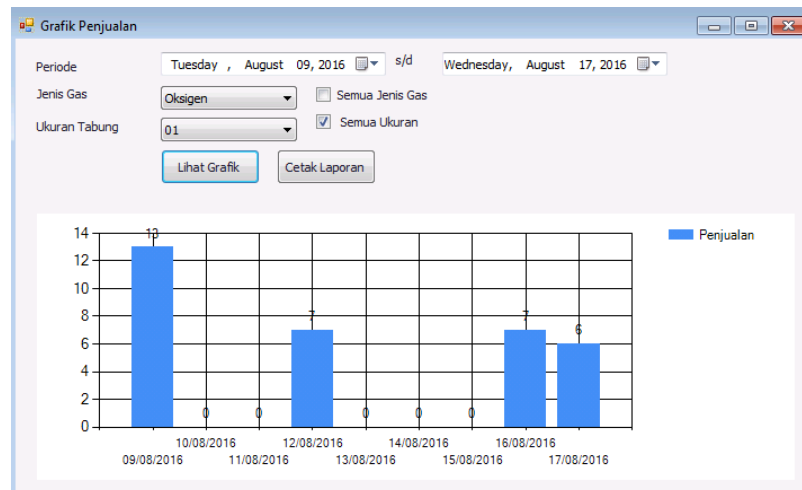 Grafik Penjualan
Periode Tuesday , August 09, 2016 s/d Wednesday, August 17, 2016
Jenis Gas Oksigen Semua Jenis Gas
Ukuran Tabung 01 Semua Ukuran
Lihat Grafik Cetak Laporan
Penjualan
14
12
10
8
6
4
2
0
13 0 0 7 0 0 0 7 6
10/08/2016 12/08/2016 14/08/2016 16/08/2016
09/08/2016 11/08/2016 13/08/2016 15/08/2016 17/08/2016